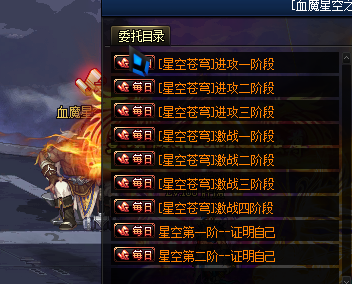 [血魔星空之
委托目录
[星空苍穹]进攻一阶段
每日 [星空苍穹]进攻二阶段
每日 [星空苍穹]进攻三阶段
血魔星
每日 [星空苍穹]激战一阶段
每日 [星空苍穹]激战二阶段
每日 [星空苍穹]激战三阶段
每日 [星空苍穹]激战四阶段
每日 星空第一阶--证明自己
每日 星空第二阶--证明自己